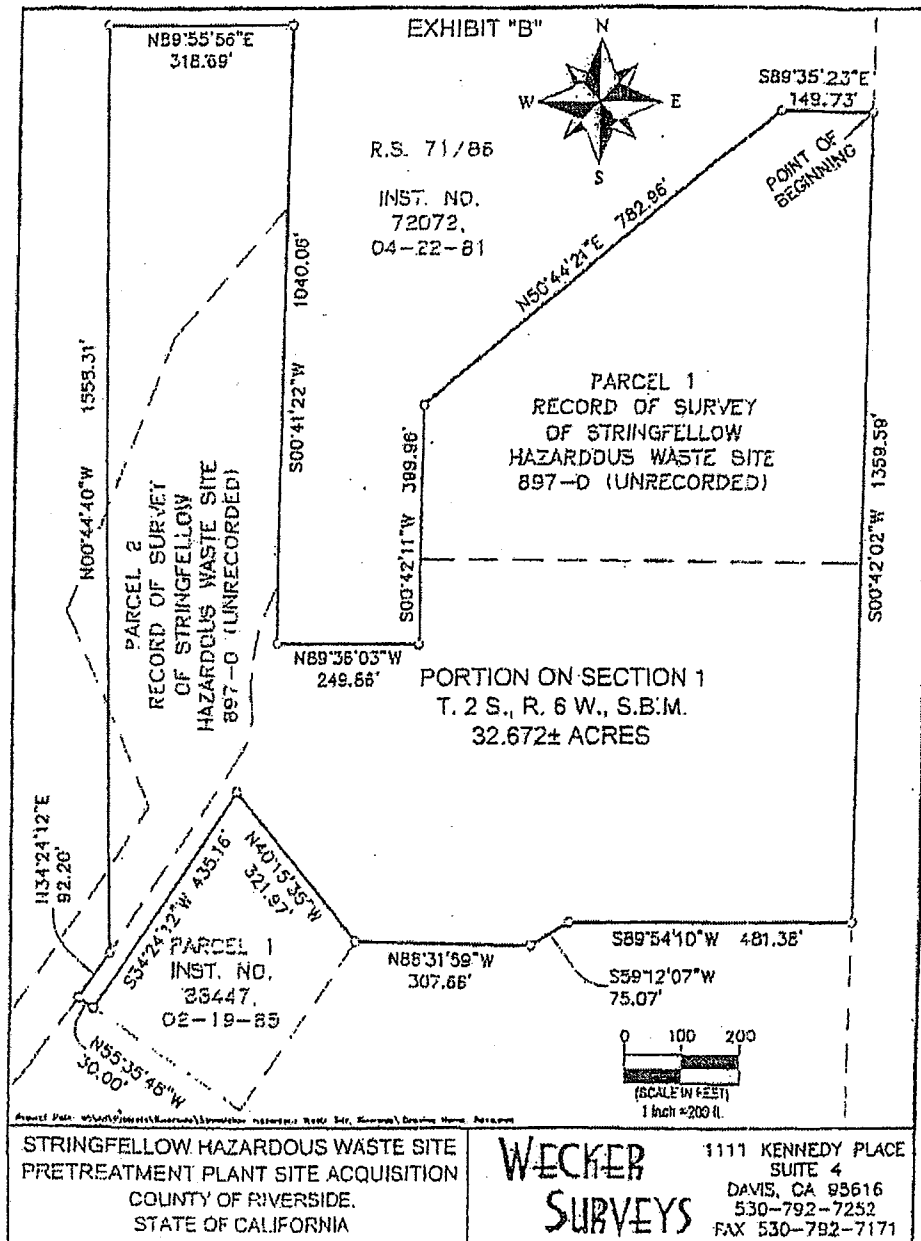 EXHIBIT "B"
N89°55'56"E
318.69'
N
W
E
S
S89°35'23"E
149.73'
POINT OF
BEGINNING
R.S. 71/86
INST. NO.
72072,
04-22-81
N50°44'21"E 782.96'
1040.06'
S00°41'22"W
1558.31'
N00°44'40"W
PARCEL 2
RECORD OF SURVEY
OF STRINGFELLOW
HAZARDOUS WASTE SITE
897-D (UNRECORDED)
S00°42'11"W 399.96'
PARCEL 1
RECORD OF SURVEY
OF STRINGFELLOW
HAZARDOUS WASTE SITE
897-D (UNRECORDED)
S00°42'02"W 1359.59'
N89°36'03"W
249.86'
PORTION ON SECTION 1
T. 2 S., R. 6 W., S.B.M.
32.672± ACRES
N34°24'12"E
92.20'
S34°24'12"W 435.16'
N40°15'35"W
321.97'
PARCEL 1
INST. NO.
33447,
02-19-85
N88°31'59"W
307.66'
S89°54'10"W 481.38'
S59°12'07"W
75.07'
N55°35'48"W
30.00'
0 100 200
(SCALE IN FEET)
1 inch = 200 ft.
STRINGFELLOW HAZARDOUS WASTE SITE
PRETREATMENT PLANT SITE ACQUISITION
COUNTY OF RIVERSIDE.
STATE OF CALIFORNIA
WECKER
SURVEYS
1111 KENNEDY PLACE
SUITE 4
DAVIS, CA 95616
530-792-7252
FAX 530-792-7171